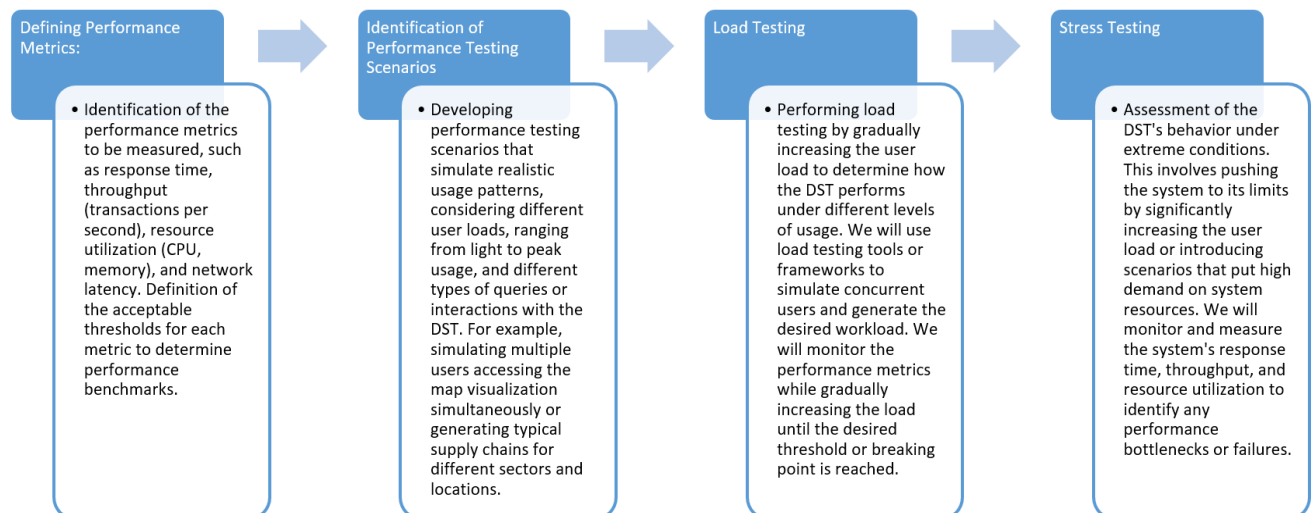 Defining Performance
Metrics:
• Identification of the
performance metrics
to be measured, such
as response time,
throughput
(transactions per
second), resource
utilization (CPU,
memory), and network
latency. Definition of
the acceptable
thresholds for each
metric to determine
performance
benchmarks.
Identification of
Performance Testing
Scenarios
• Developing
performance testing
scenarios that
simulate realistic
usage patterns,
considering different
user loads, ranging
from light to peak
usage, and different
types of queries or
interactions with the
DST. For example,
simulating multiple
users accessing the
map visualization
simultaneously or
generating typical
supply chains for
different sectors and
locations.
Load Testing
• Performing load
testing by gradually
increasing the user
load to determine how
the DST performs
under different levels
of usage. We will use
load testing tools or
frameworks to
simulate concurrent
users and generate the
desired workload. We
will monitor the
performance metrics
while gradually
increasing the load
until the desired
threshold or breaking
point is reached.
Stress Testing
• Assessment of the
DST's behavior under
extreme conditions.
This involves pushing
the system to its limits
by significantly
increasing the user
load or introducing
scenarios that put high
demand on system
resources. We will
monitor and measure
the system's response
time, throughput, and
resource utilization to
identify any
performance
bottlenecks or failures.